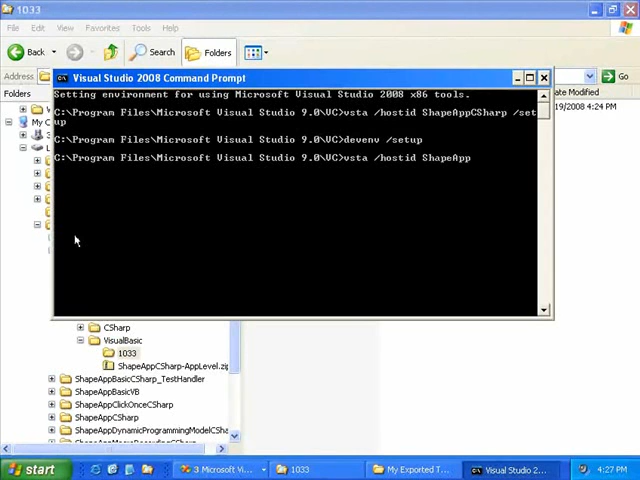 1033
File Edit View Favorites Tools Help
Back Search Folders
Address Go
Visual Studio 2008 Command Prompt
Setting environment for using Microsoft Visual Studio 2008 x86 tools.
C:\Program Files\Microsoft Visual Studio 9.0\VC>vsta /hostid ShapeAppCSharp /set
up
C:\Program Files\Microsoft Visual Studio 9.0\VC>devenv /setup
C:\Program Files\Microsoft Visual Studio 9.0\VC>vsta /hostid ShapeApp
ate Modified
19/2008 4:24 PM
My C
CSharp
VisualBasic
1033
ShapeAppCSharp-AppLevel.zip
ShapeAppBasicCSharp_TestHandler
ShapeAppBasicVB
ShapeAppClickOnceCSharp
ShapeAppCSharp
ShapeAppDynamicProgrammingModelCSha
ShapeAppMacroRecordingCSharp
start 3 Microsoft Vi... 1033 My Exported T... Visual Studio 2... 4:27 PM